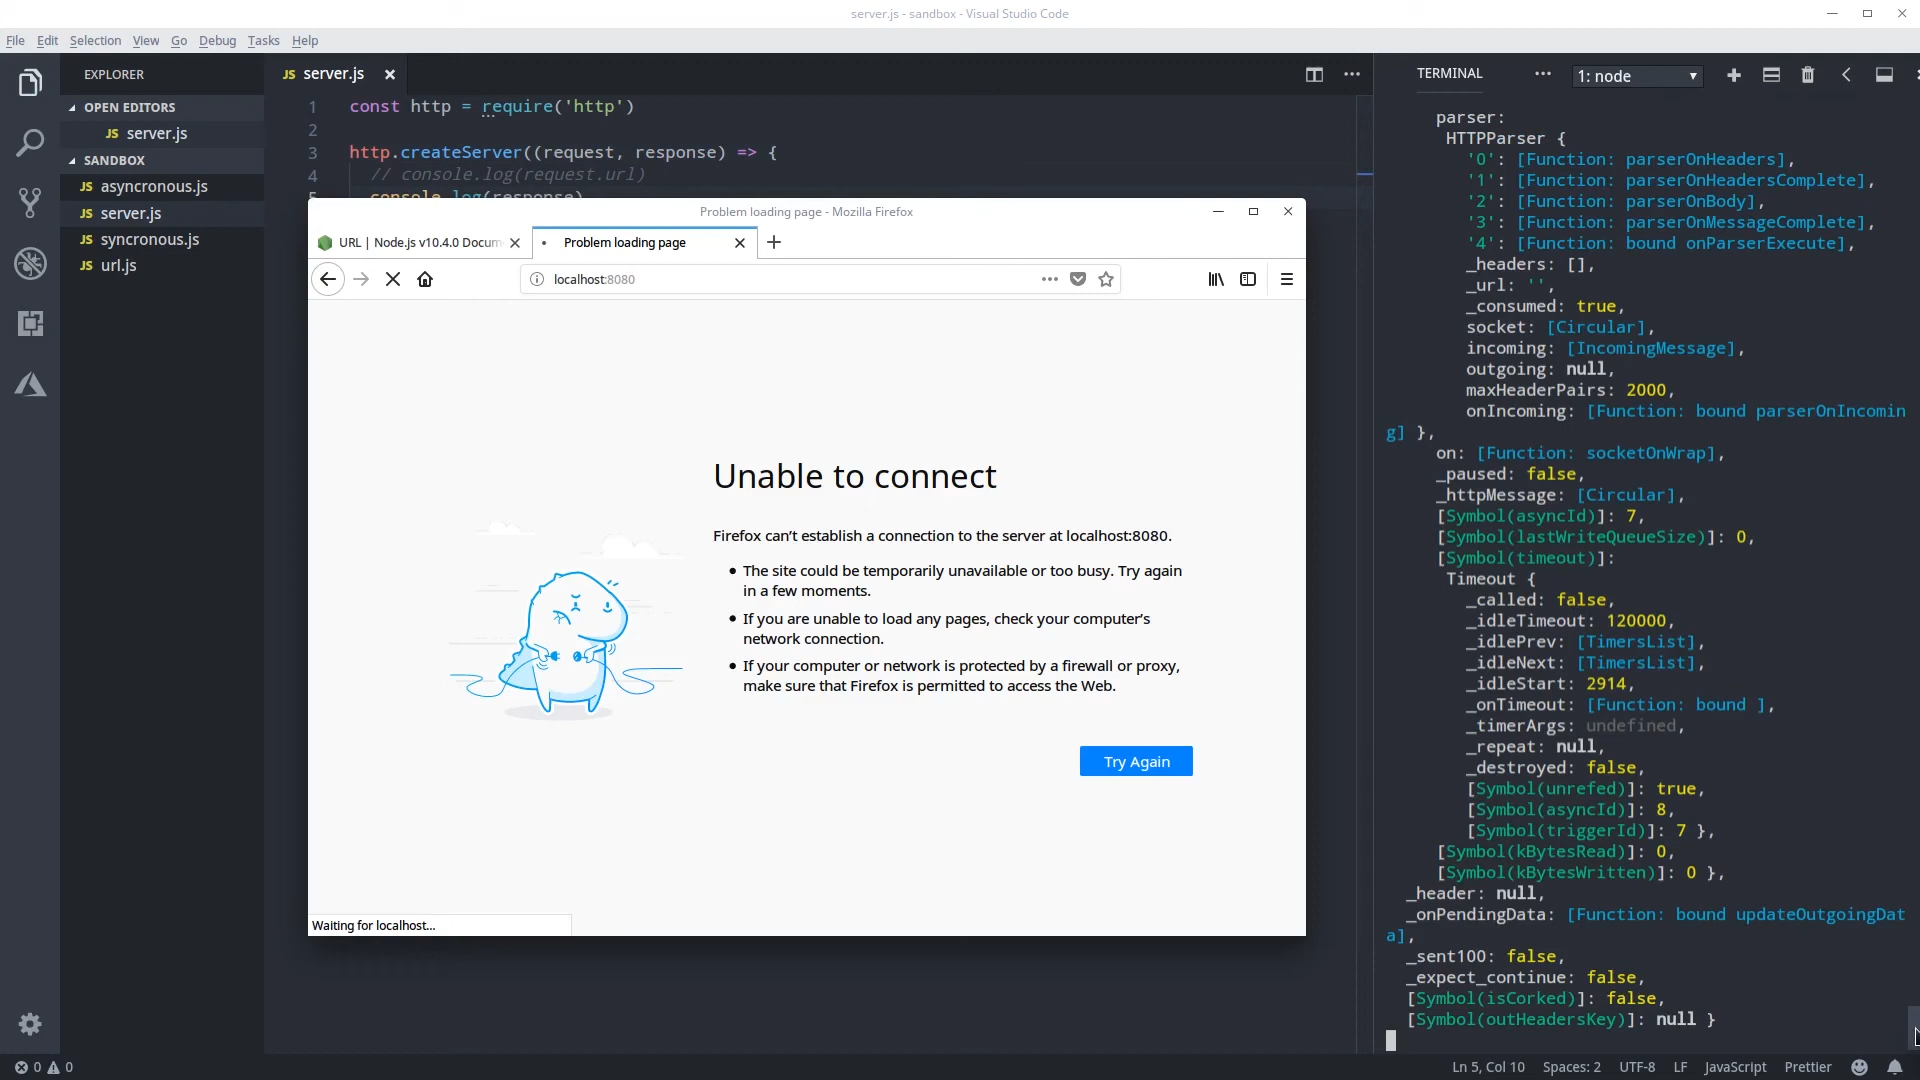 server.js - sandbox - Visual Studio Code
File Edit Selection View Go Debug Tasks Help
EXPLORER
OPEN EDITORS
JS server.js
SANDBOX
JS asyncronous.js
JS server.js
JS syncronous.js
JS url.js
JS server.js
1 const http = require('http')
2
3 http.createServer((request, response) => {
4 // console.log(request.url)
5 console.log(response)
Problem loading page - Mozilla Firefox
URL | Node.js v10.4.0 Docum
Problem loading page
localhost:8080
Unable to connect
Firefox can’t establish a connection to the server at localhost:8080.
The site could be temporarily unavailable or too busy. Try again
in a few moments.
If you are unable to load any pages, check your computer’s
network connection.
If your computer or network is protected by a firewall or proxy,
make sure that Firefox is permitted to access the Web.
Try Again
Waiting for localhost...
TERMINAL
1: node
parser:
HTTPParser {
'0': [Function: parserOnHeaders],
'1': [Function: parserOnHeadersComplete],
'2': [Function: parserOnBody],
'3': [Function: parserOnMessageComplete],
'4': [Function: bound onParserExecute],
_headers: [],
_url: '',
_consumed: true,
socket: [Circular],
incoming: [IncomingMessage],
outgoing: null,
maxHeaderPairs: 2000,
onIncoming: [Function: bound parserOnIncomin
g] },
on: [Function: socketOnWrap],
_paused: false,
_httpMessage: [Circular],
[Symbol(asyncId)]: 7,
[Symbol(lastWriteQueueSize)]: 0,
[Symbol(timeout)]:
Timeout {
_called: false,
_idleTimeout: 120000,
_idlePrev: [TimersList],
_idleNext: [TimersList],
_idleStart: 2914,
_onTimeout: [Function: bound ],
_timerArgs: undefined,
_repeat: null,
_destroyed: false,
[Symbol(unrefed)]: true,
[Symbol(asyncId)]: 8,
[Symbol(triggerId)]: 7 },
[Symbol(kBytesRead)]: 0,
[Symbol(kBytesWritten)]: 0 },
_header: null,
_onPendingData: [Function: bound updateOutgoingDat
a],
_sent100: false,
_expect_continue: false,
[Symbol(isCorked)]: false,
[Symbol(outHeadersKey)]: null }
0 0
Ln 5, Col 10 Spaces: 2 UTF-8 LF JavaScript Prettier